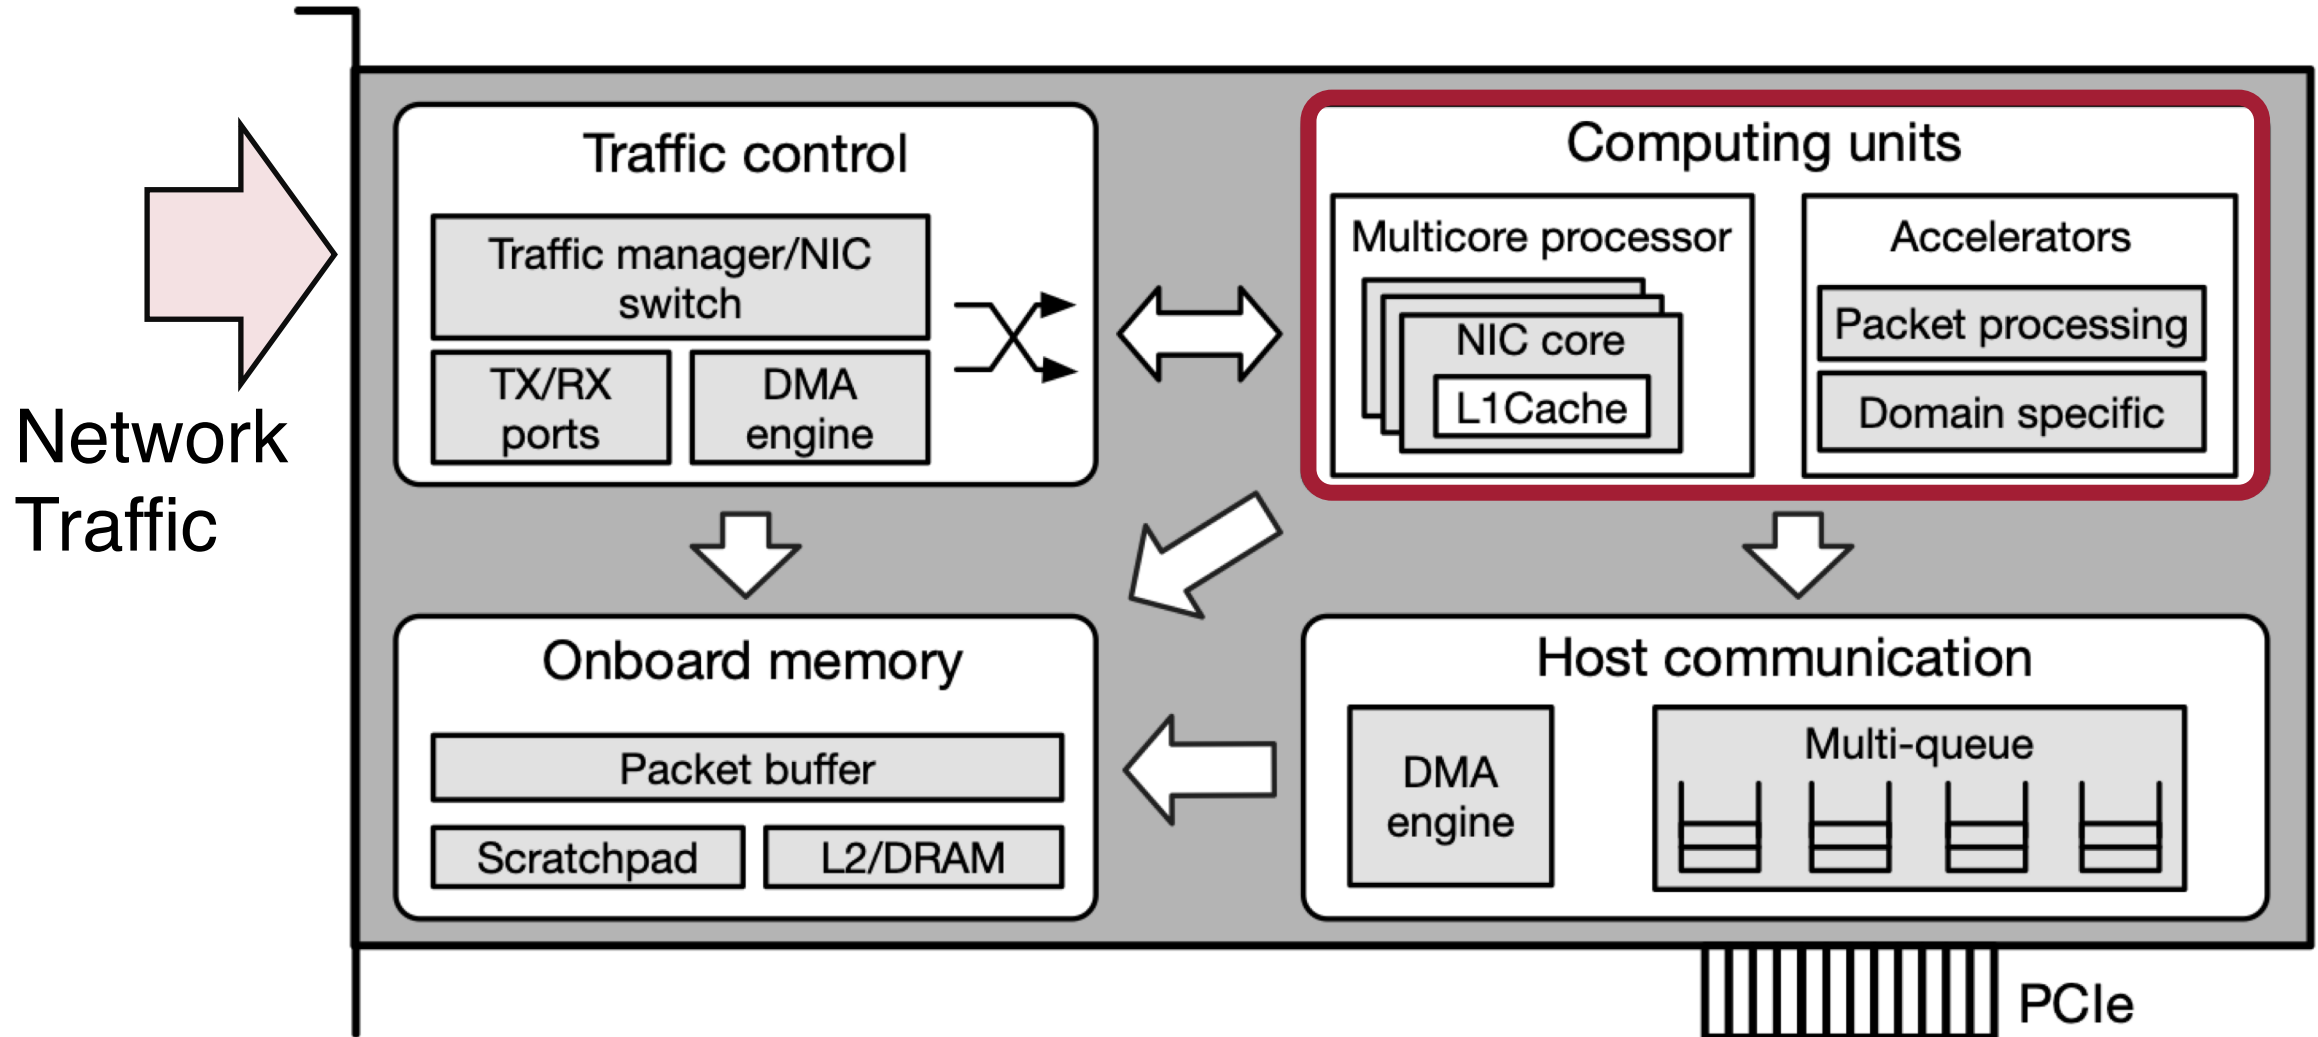 Network
Traffic
Traffic control
Traffic manager/NIC
switch
TX/RX
ports
DMA
engine
Computing units
Multicore processor
NIC core
L1Cache
Accelerators
Packet processing
Domain specific
Onboard memory
Packet buffer
Scratchpad
L2/DRAM
Host communication
DMA
engine
Multi-queue
PCIe